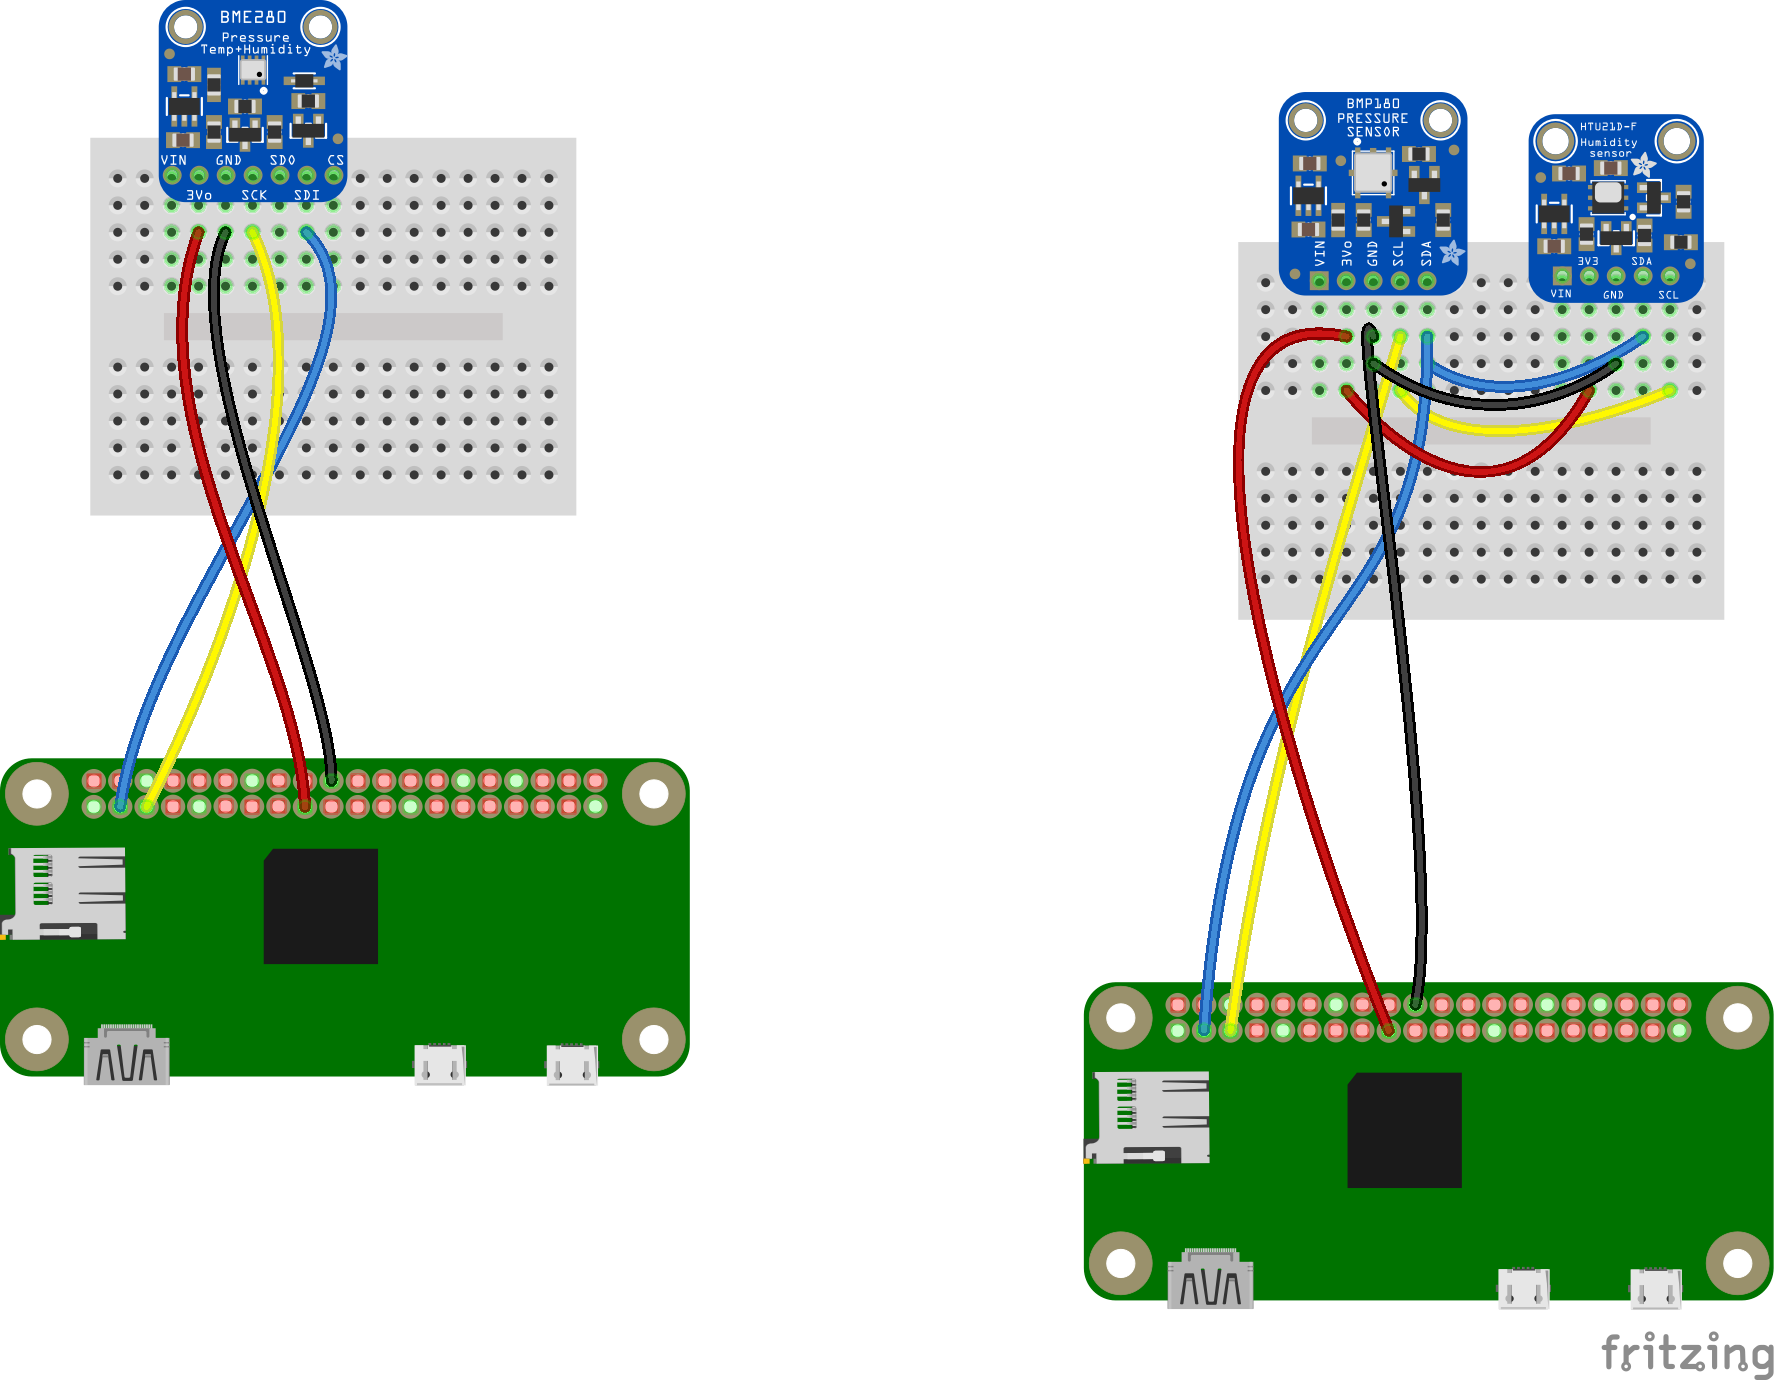 BME280
Pressure
Temp+Humidity
VIN GND SDO CS
3Vo SCK SDI
BMP180
PRESSURE
SENSOR
VIN
3Vo
GND
SCL
SDA
HTU21D-F
Humidity
sensor
3V3 SDA
VIN GND SCL
fritzing